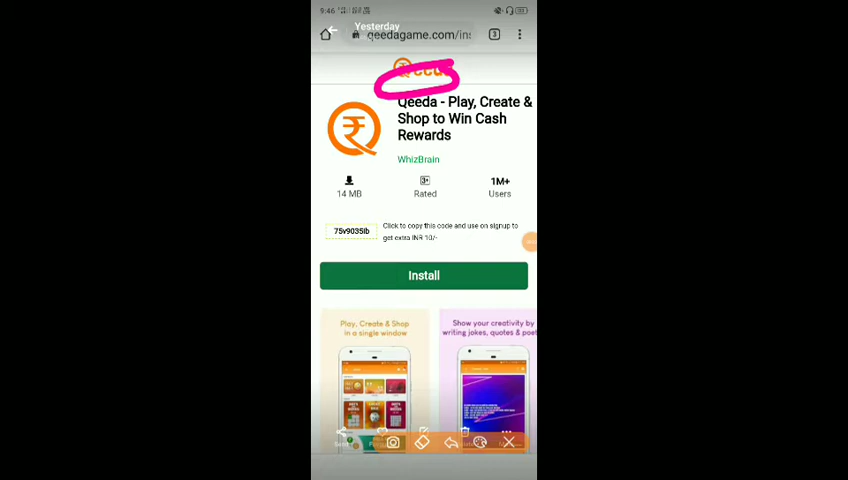 9:46
Yesterday
qeedagame.com/in
3
Qeeda - Play, Create &
Shop to Win Cash
Rewards
WhizBrain
3+
1M+
14 MB
Rated
Users
75v9035ib
Click to copy this code and use on signup to
get extra INR 10/-
Install
Play, Create & Shop
in a single window
Show your creativity by
writing jokes, quotes & poet